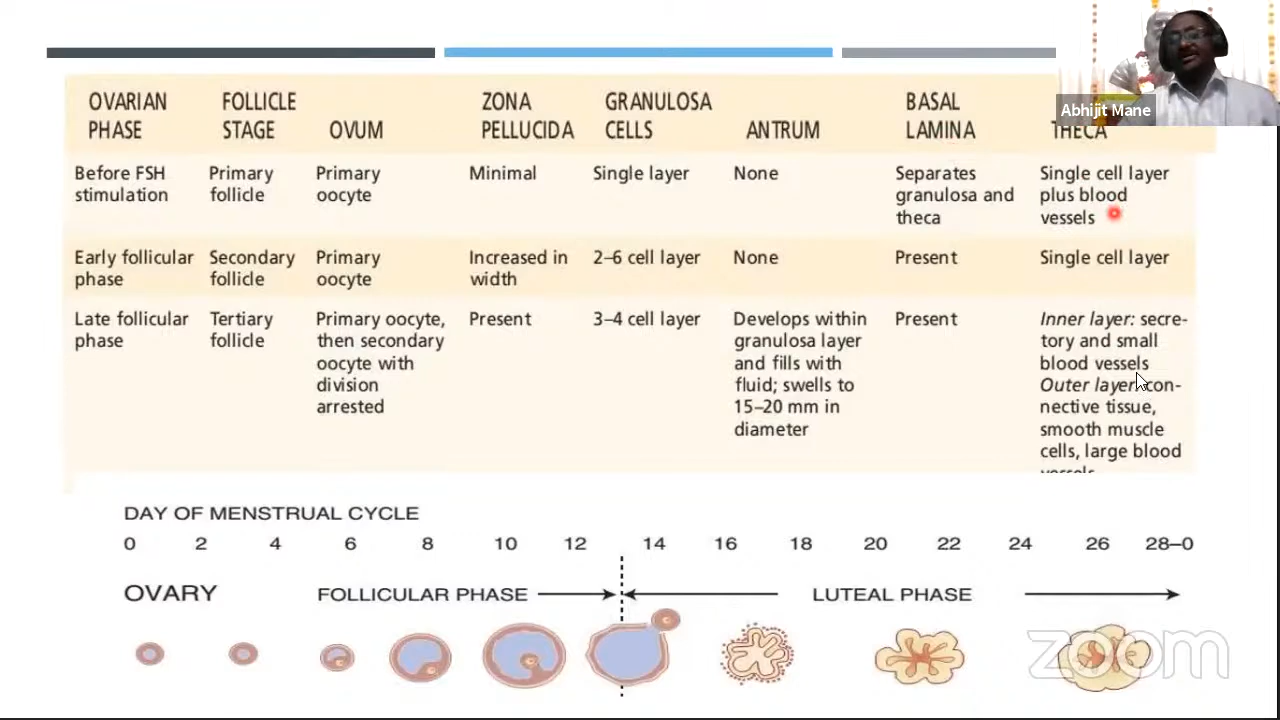 Abhijit Mane
OVARIAN PHASE FOLLICLE STAGE OVUM ZONA PELLUCIDA GRANULOSA CELLS ANTRUM BASAL LAMINA THECA
Before FSH stimulation
Primary follicle
Primary oocyte
Minimal
Single layer
None
Separates granulosa and theca
Single cell layer plus blood vessels
Early follicular phase
Secondary follicle
Primary oocyte
Increased in width
2–6 cell layer
None
Present
Single cell layer
Late follicular phase
Tertiary follicle
Primary oocyte, then secondary oocyte with division arrested
Present
3–4 cell layer
Develops within granulosa layer and fills with fluid; swells to 15–20 mm in diameter
Present
Inner layer: secre-
tory and small
blood vessels
Outer layer: con-
nective tissue,
smooth muscle
cells, large blood
vessels
DAY OF MENSTRUAL CYCLE
0 2 4 6 8 10 12 14 16 18 20 22 24 26 28–0
OVARY FOLLICULAR PHASE LUTEAL PHASE
zoom